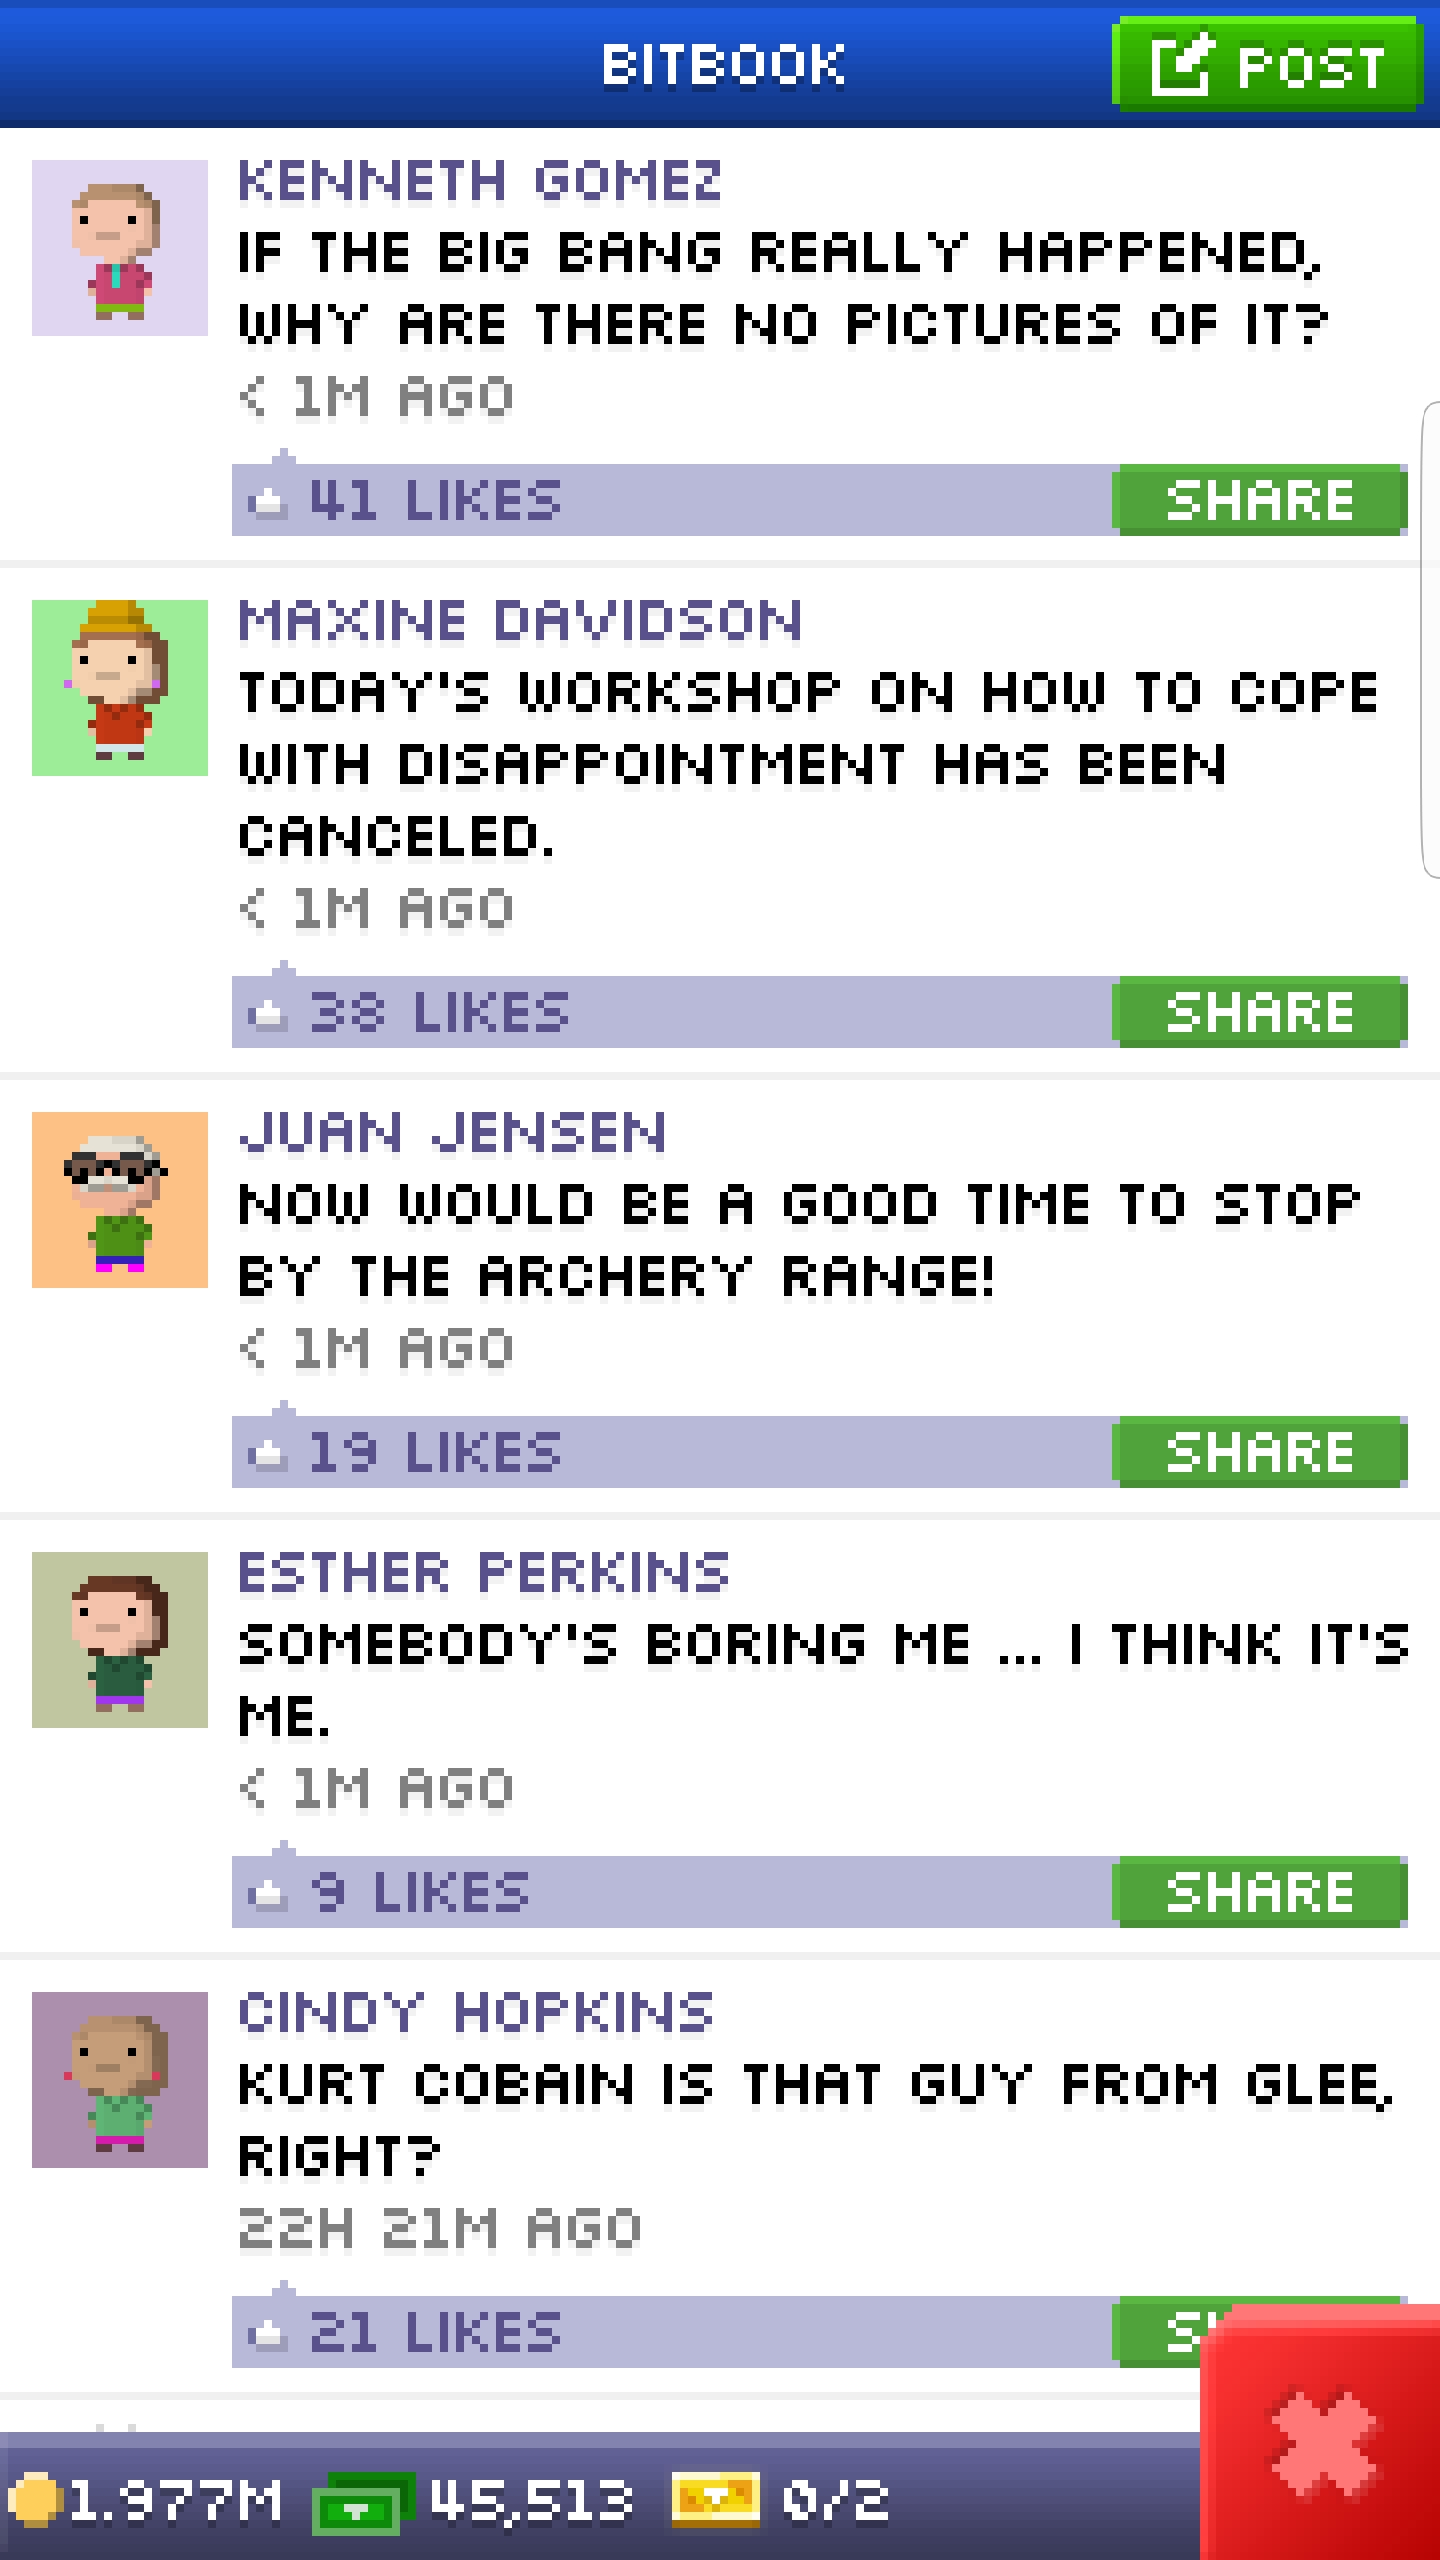 BITBOOK
POST
KENNETH GOMEZ
IF THE BIG BANG REALLY HAPPENED,
WHY ARE THERE NO PICTURES OF IT?
< 1M AGO
41 LIKES
SHARE
MAXINE DAVIDSON
TODAY'S WORKSHOP ON HOW TO COPE
WITH DISAPPOINTMENT HAS BEEN
CANCELED.
< 1M AGO
38 LIKES
SHARE
JUAN JENSEN
NOW WOULD BE A GOOD TIME TO STOP
BY THE ARCHERY RANGE!
< 1M AGO
19 LIKES
SHARE
ESTHER PERKINS
SOMEBODY'S BORING ME ... I THINK IT'S
ME.
< 1M AGO
9 LIKES
SHARE
CINDY HOPKINS
KURT COBAIN IS THAT GUY FROM GLEE,
RIGHT?
22H 21M AGO
21 LIKES
1.977M
45,513
0/2